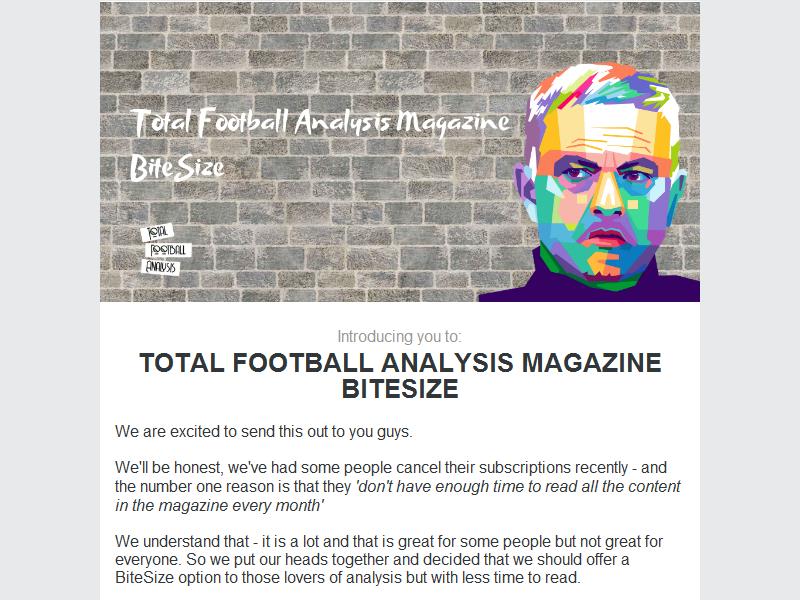 Total Football Analysis Magazine
BiteSize
TOTAL
FOOTBALL
ANALYSIS
Introducing you to:
TOTAL FOOTBALL ANALYSIS MAGAZINE
BITESIZE
We are excited to send this out to you guys.
We'll be honest, we've had some people cancel their subscriptions recently - and
the number one reason is that they 'don't have enough time to read all the content
in the magazine every month'
We understand that - it is a lot and that is great for some people but not great for
everyone. So we put our heads together and decided that we should offer a
BiteSize option to those lovers of analysis but with less time to read.